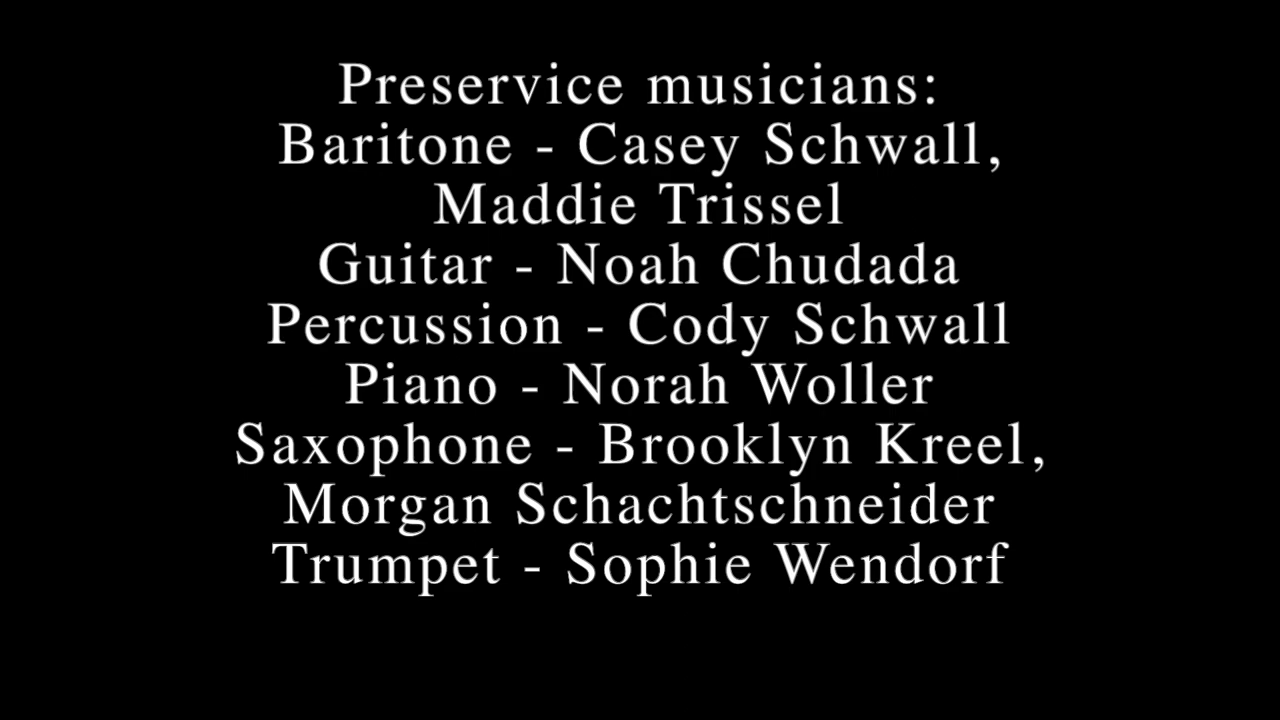 Preservice musicians:
Baritone - Casey Schwall,
Maddie Trissel
Guitar - Noah Chudada
Percussion - Cody Schwall
Piano - Norah Woller
Saxophone - Brooklyn Kreel,
Morgan Schachtschneider
Trumpet - Sophie Wendorf